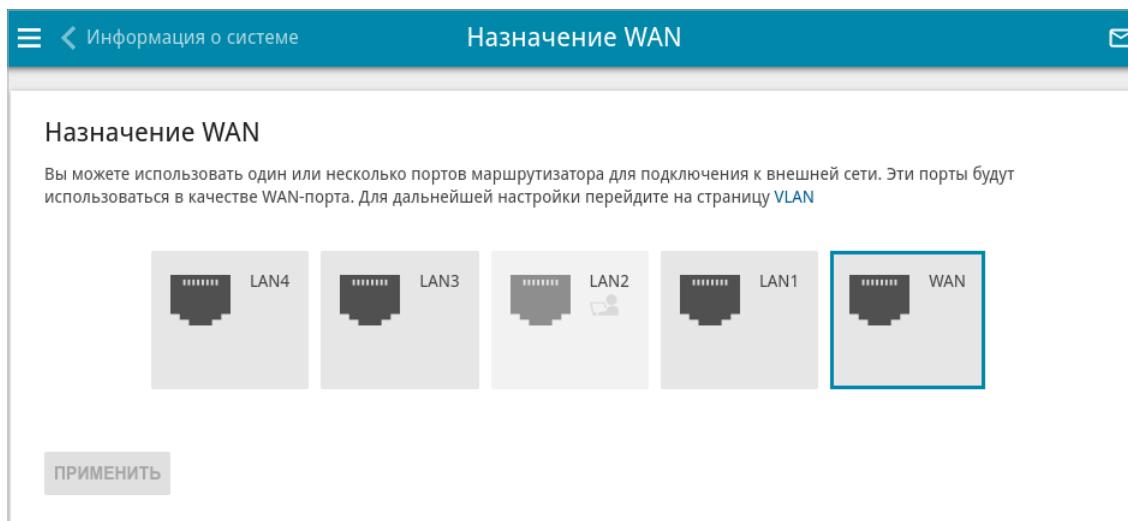 Информация о системе
Назначение WAN
Назначение WAN
Вы можете использовать один или несколько портов маршрутизатора для подключения к внешней сети. Эти порты будут
использоваться в качестве WAN-порта. Для дальнейшей настройки перейдите на страницу VLAN
LAN4 LAN3 LAN2 LAN1 WAN
ПРИМЕНИТЬ